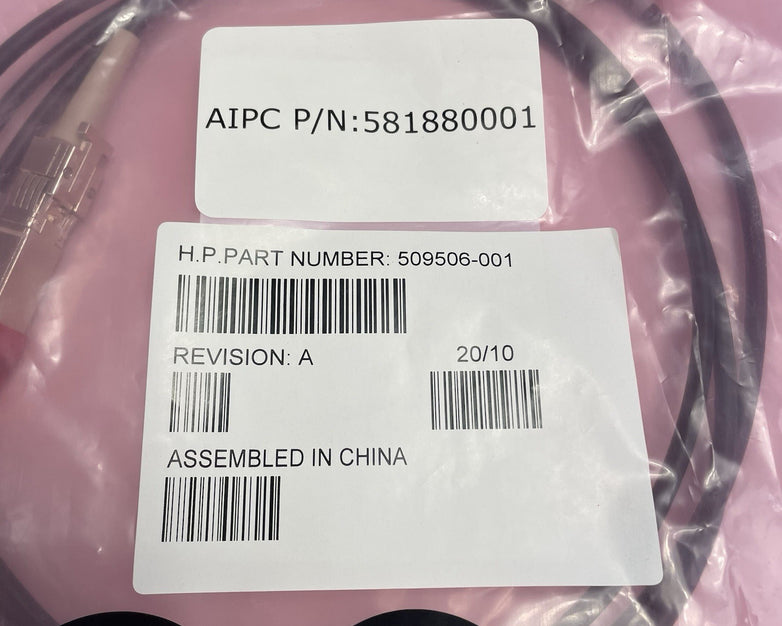 AIPC P/N:581880001
H.P.PART NUMBER: 509506-001
REVISION: A 20/10
ASSEMBLED IN CHINA